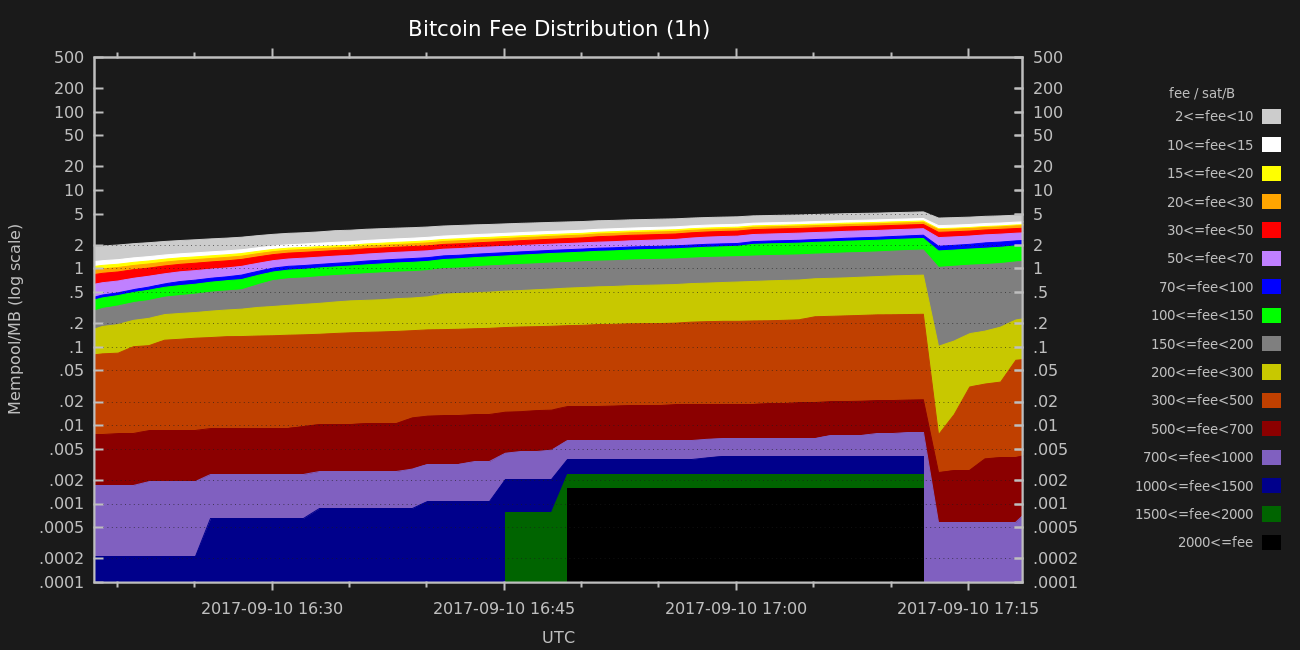 Bitcoin Fee Distribution (1h)
Mempool/MB (log scale)
500
200
100
50
20
10
5
2
1
.5
.2
.1
.05
.02
.01
.005
.002
.001
.0005
.0002
.0001
500
200
100
50
20
10
5
2
1
.5
.2
.1
.05
.02
.01
.005
.002
.001
.0005
.0002
.0001
2017-09-10 16:30
2017-09-10 16:45
2017-09-10 17:00
2017-09-10 17:15
UTC
fee / sat/B
2<=fee<10
10<=fee<15
15<=fee<20
20<=fee<30
30<=fee<50
50<=fee<70
70<=fee<100
100<=fee<150
150<=fee<200
200<=fee<300
300<=fee<500
500<=fee<700
700<=fee<1000
1000<=fee<1500
1500<=fee<2000
2000<=fee